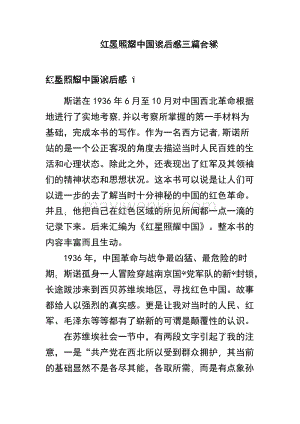 红星照耀中国读后感三篇合集
红星照耀中国读后感 1
斯诺在 1936 年 6 月至 10 月对中国西北革命根据
地进行了实地考察,并以考察所掌握的第一手材料为
基础，完成本书的写作。作为一名西方记者,斯诺所
站的是一个公正客观的角度去描述当时人民百姓的生
活和心理状态。除此之外，还表现出了红军及其领袖
们的精神状态和思想状况。这本书可以说是让人们可
以进一步的去了解当时十分神秘的中国的红色革命。
并且，他把自己在红色区域的所见所闻都一点一滴的
记录下来。后来汇编为《红星照耀中国》。整本书的
内容丰富而且生动。
1936 年，中国革命与战争最凶猛、最危险的时
期，斯诺孤身一人冒险穿越南京国*党军队的新*封锁，
长途跋涉来到西贝苏维埃地区，寻找红色中国。故事
都给人以强烈的真实感。更是让我对当时的人民、红
军、毛泽东等等都有了崭新的可谓是颠覆性的认识。
在苏维埃社会一节中，有两段文字引起了我的注
意，一是“共产党在西北所以受到群众拥护，其当前
的基础显然不是各尽其能，各取所需，而是有点象孙